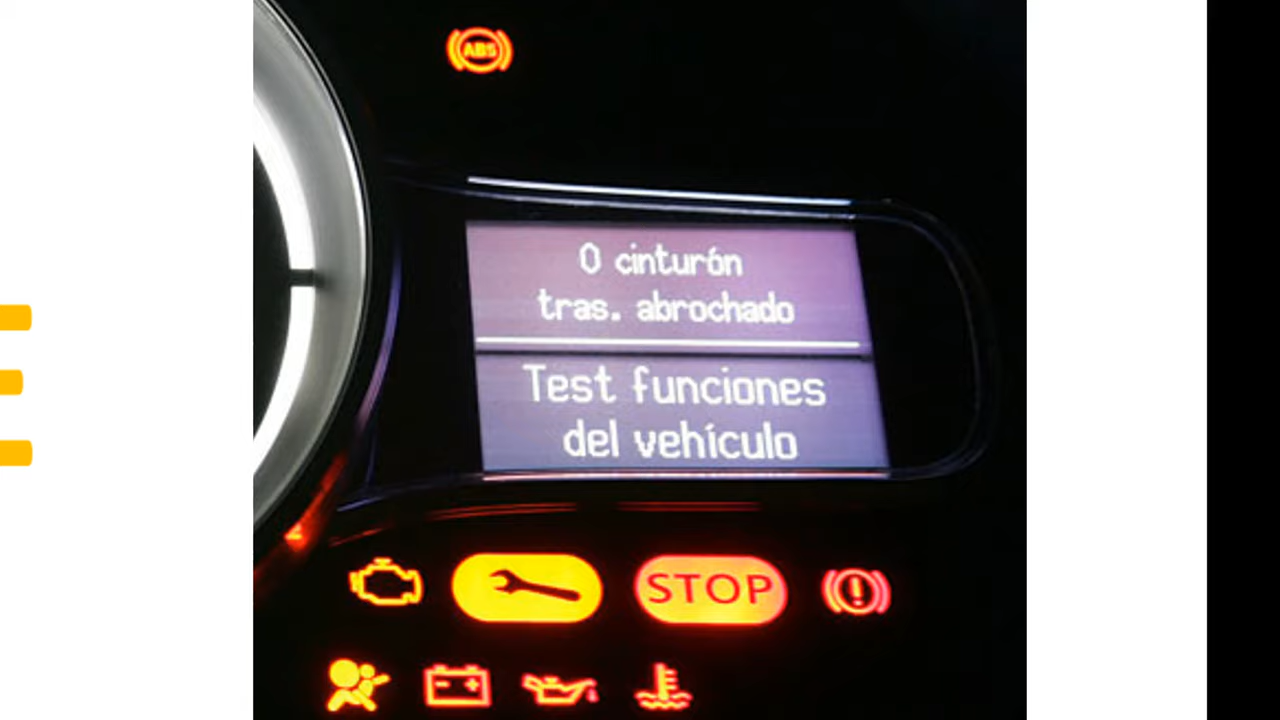 ABS
0 cinturón
tras. abrochado
Test funciones
del vehículo
STOP